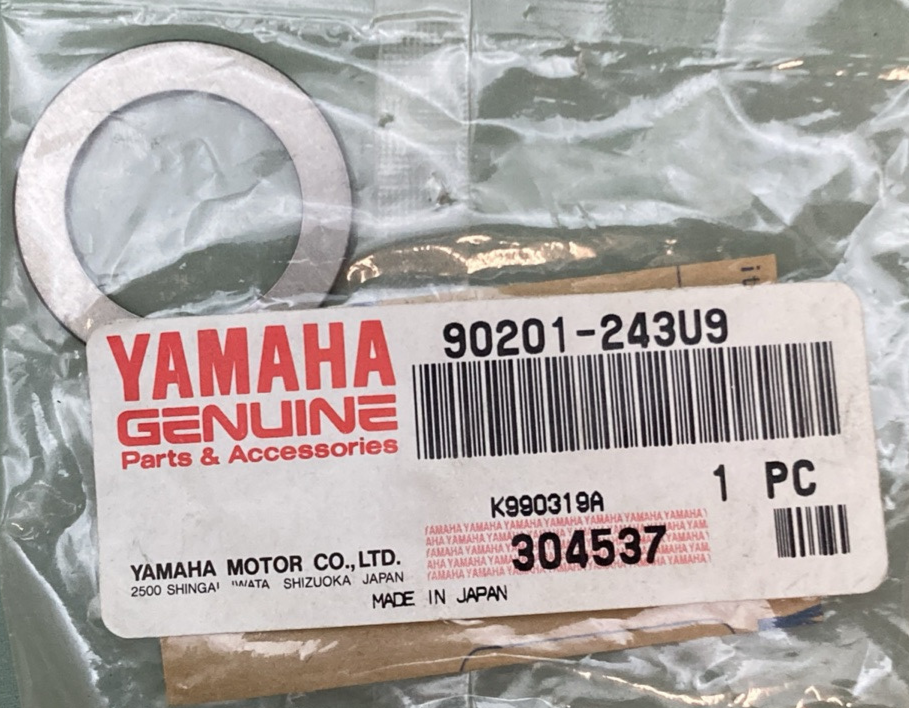 YAMAHA
GENUINE
Parts & Accessories
90201-243U9
1 PC
K990319A
304537
YAMAHA MOTOR CO., LTD.
2500 SHINGAI IWATA SHIZUOKA JAPAN
MADE IN JAPAN